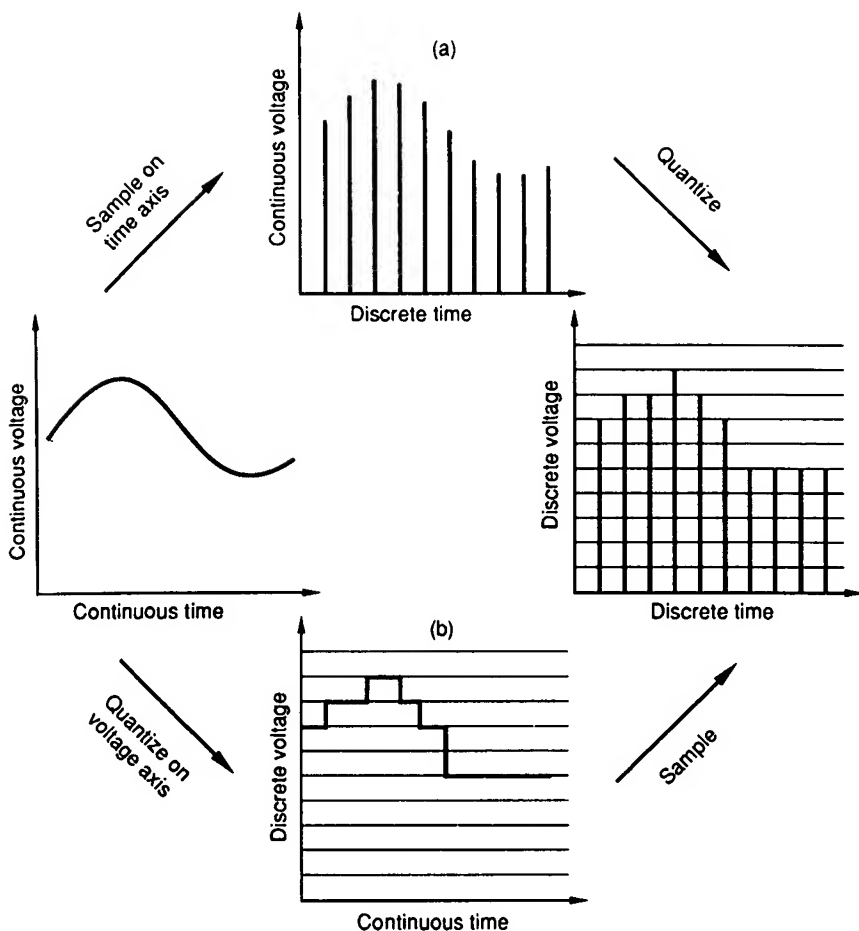 (a)
Continuous voltage
Discrete time
Sample on
time axis
Quantize
Continuous voltage
Continuous time
Discrete voltage
Discrete time
(b)
Quantize on
voltage axis
Discrete voltage
Continuous time
Sample